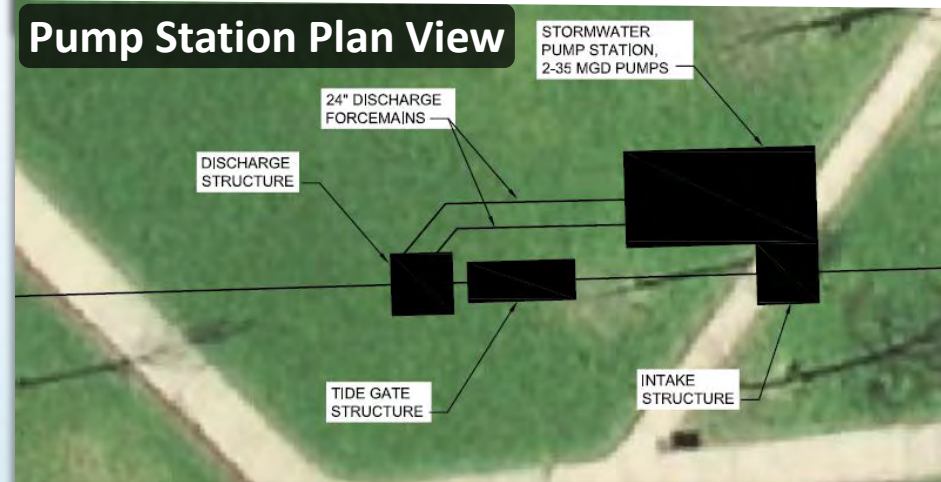 Pump Station Plan View
STORMWATER
PUMP STATION,
2-35 MGD PUMPS
24" DISCHARGE
FORCEMAINS
DISCHARGE
STRUCTURE
TIDE GATE
STRUCTURE
INTAKE
STRUCTURE